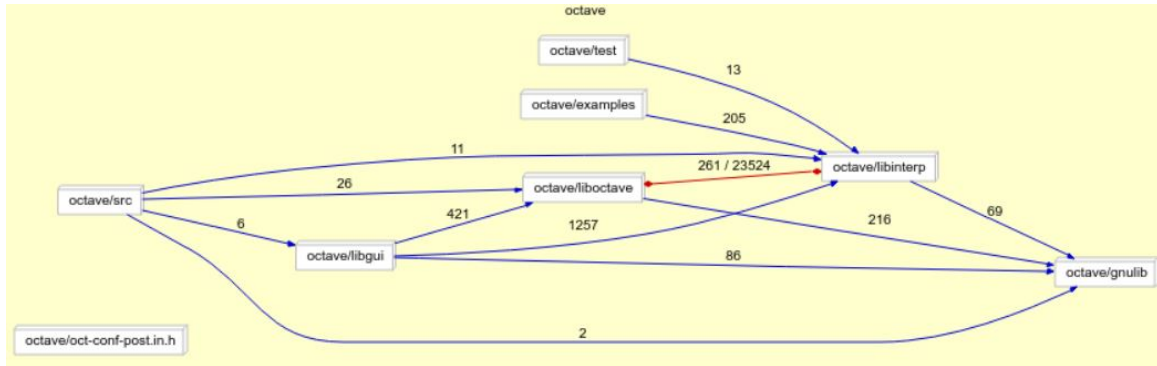 octave
octave/test
13
octave/examples
205
11
261 / 23524
octave/libinterp
26
octave/liboctave
octave/src
421
69
6
1257
216
octave/libgui
86
octave/gnulib
2
octave/oct-conf-post.in.h